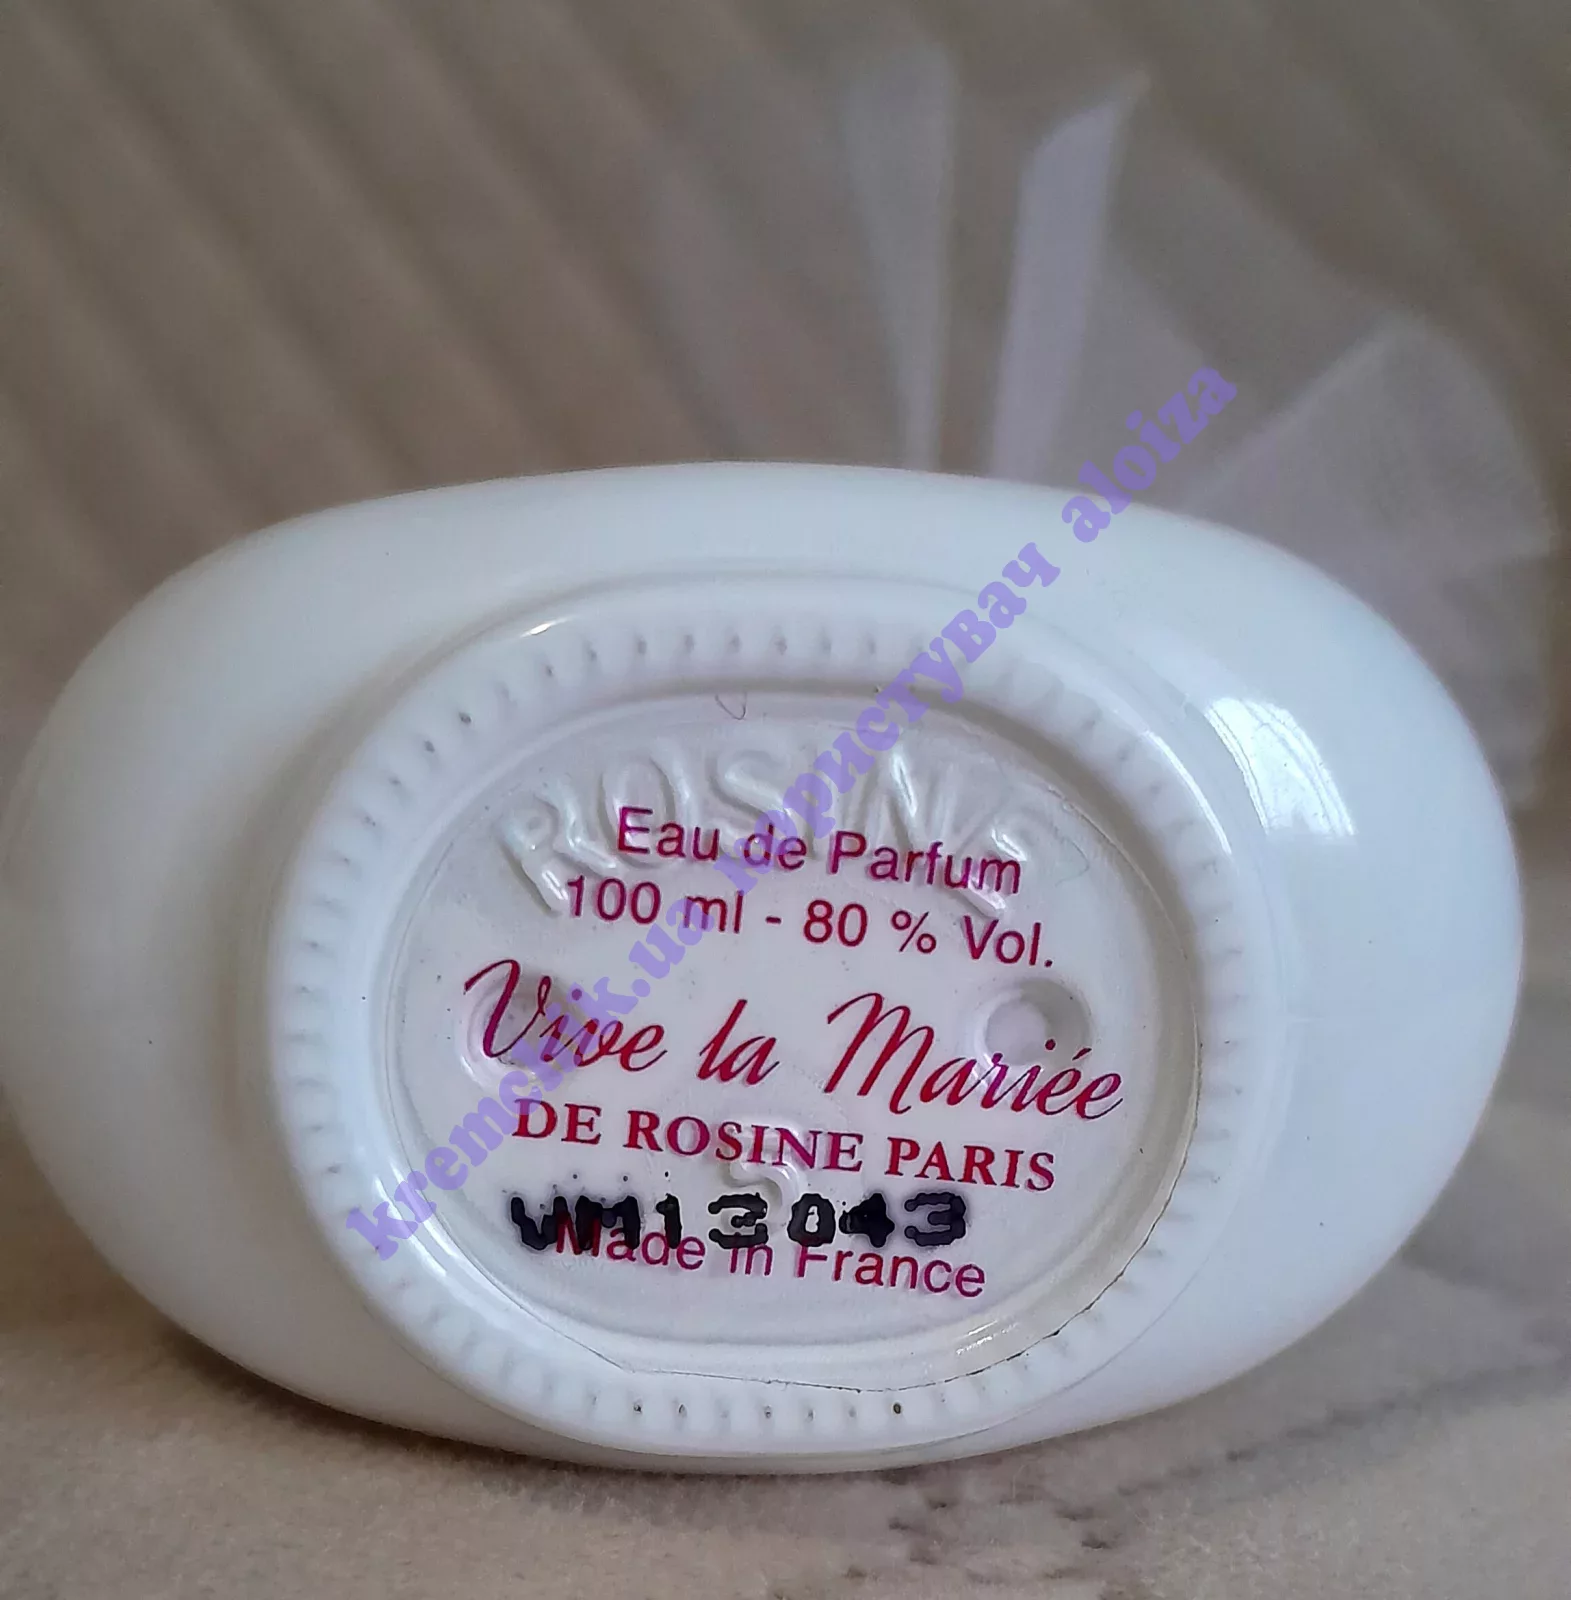 ROSINE
Eau de Parfum
100 ml - 80 % Vol.
Vive la Mariée
DE ROSINE PARIS
VM13043
Made in France
kremchik.ua користувач aloiza